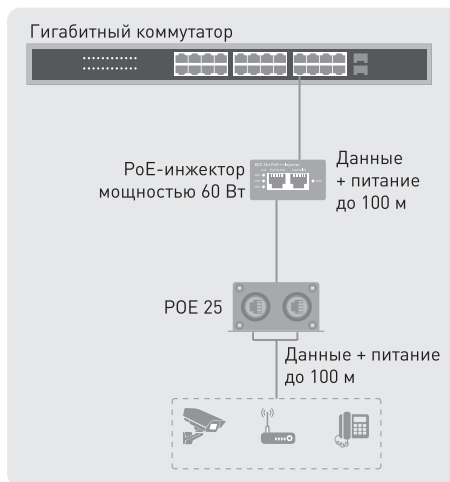 Гигабитный коммутатор
PoE-инжектор
мощностью 60 Вт
Данные
+ питание
до 100 м
POE 25
Данные + питание
до 100 м